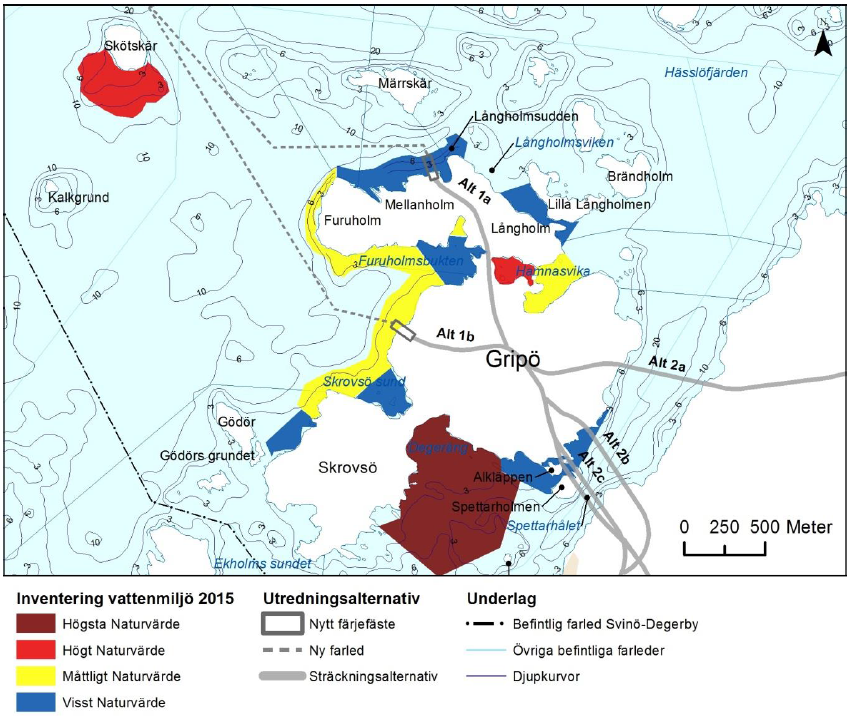 Skötskär
Märrskär
Hässlöfjärden
N
Långholmsudden
Långholmsviken
Brändholm
Kalkgrund
Alt 1a
Mellanholm
Lilla Långholmen
Furuholm
Långholm
Furuholmsbukten
Hamnasvika
Alt 1b
Gripö
Alt 2a
Skrovsö sund
Gödör
Gödörs grundet
Skrovsö
Alt 2b
Alt 2c
Alkläppen
Spettarholmen
Spettarhålet
0 250 500 Meter
Ekholms sundet
Inventering vattenmiljö 2015
Högsta Naturvärde
Högt Naturvärde
Måttligt Naturvärde
Visst Naturvärde
Utredningsalternativ
Nytt färjefäste
Ny farled
Sträckningsalternativ
Underlag
Befintlig farled Svinö-Degerby
Övriga befintliga farleder
Djupkurvor